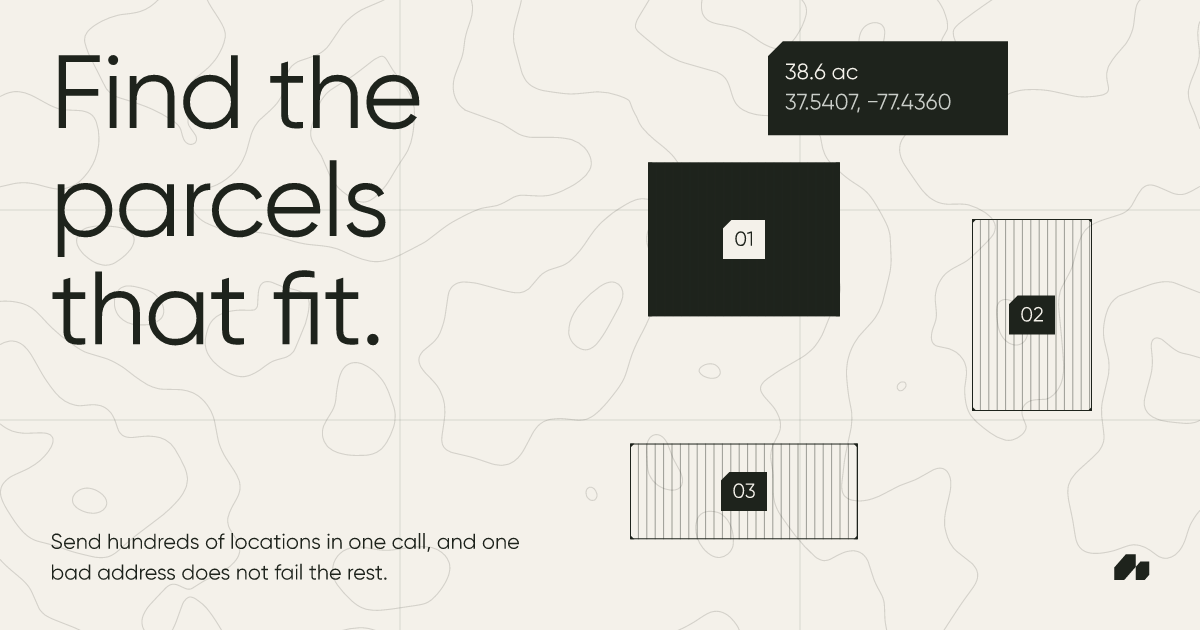 Find the
parcels
that fit.
38.6 ac
37.5407, −77.4360
01
02
03
Send hundreds of locations in one call, and one
bad address does not fail the rest.